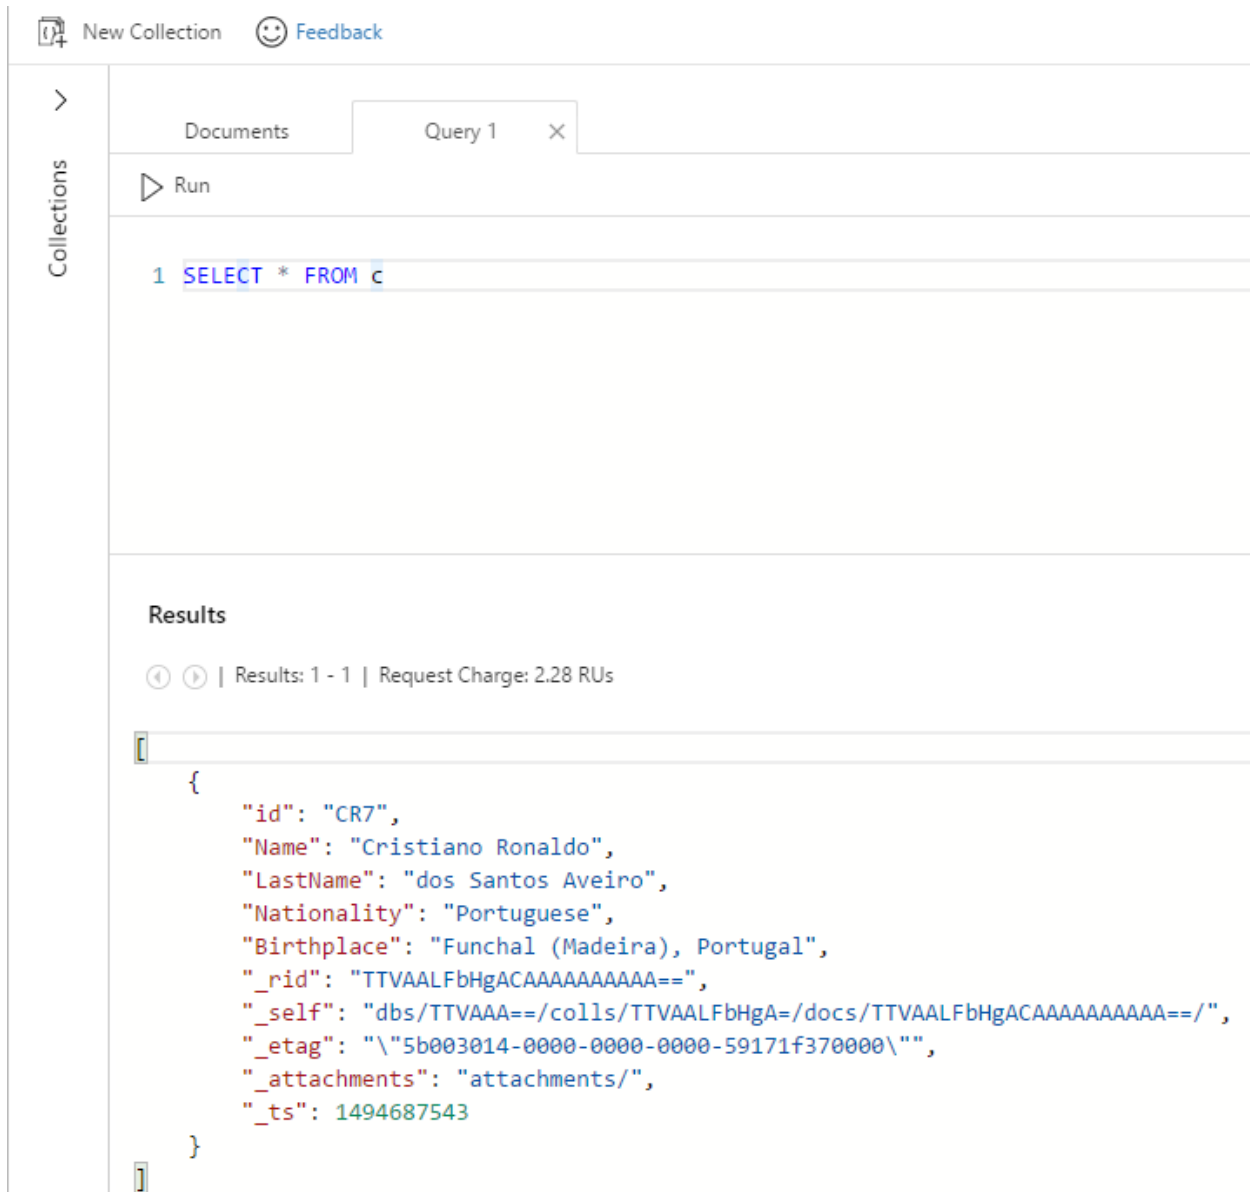 New Collection Feedback
Collections
Documents Query 1
Run
1 SELECT * FROM c
Results
| Results: 1 - 1 | Request Charge: 2.28 RUs
[
{
"id": "CR7",
"Name": "Cristiano Ronaldo",
"LastName": "dos Santos Aveiro",
"Nationality": "Portuguese",
"Birthplace": "Funchal (Madeira), Portugal",
"_rid": "TTVAALFbHgACAAAAAAAAAA==",
"_self": "dbs/TTVAAA==/colls/TTVAALFbHgA=/docs/TTVAALFbHgACAAAAAAAAAA==/",
"_etag": "\"5b003014-0000-0000-0000-59171f370000\"",
"_attachments": "attachments/",
"_ts": 1494687543
}
]